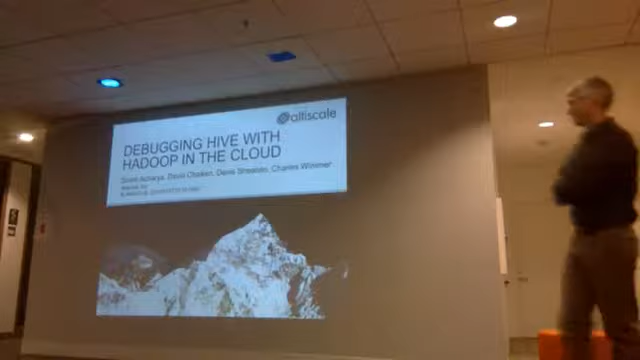 altiscale
DEBUGGING HIVE WITH
HADOOP IN THE CLOUD
Soam Acharya, David Chaiken, Denis Sheahan, Charles Wimmer